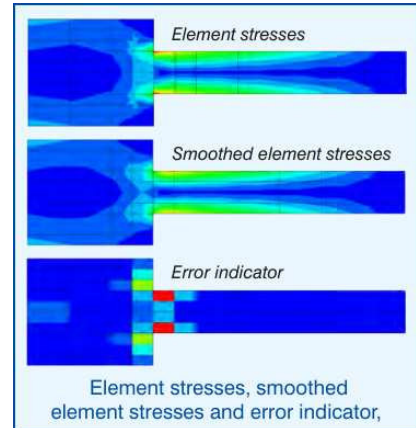 Element stresses
Smoothed element stresses
Error indicator
Element stresses, smoothed
element stresses and error indicator,